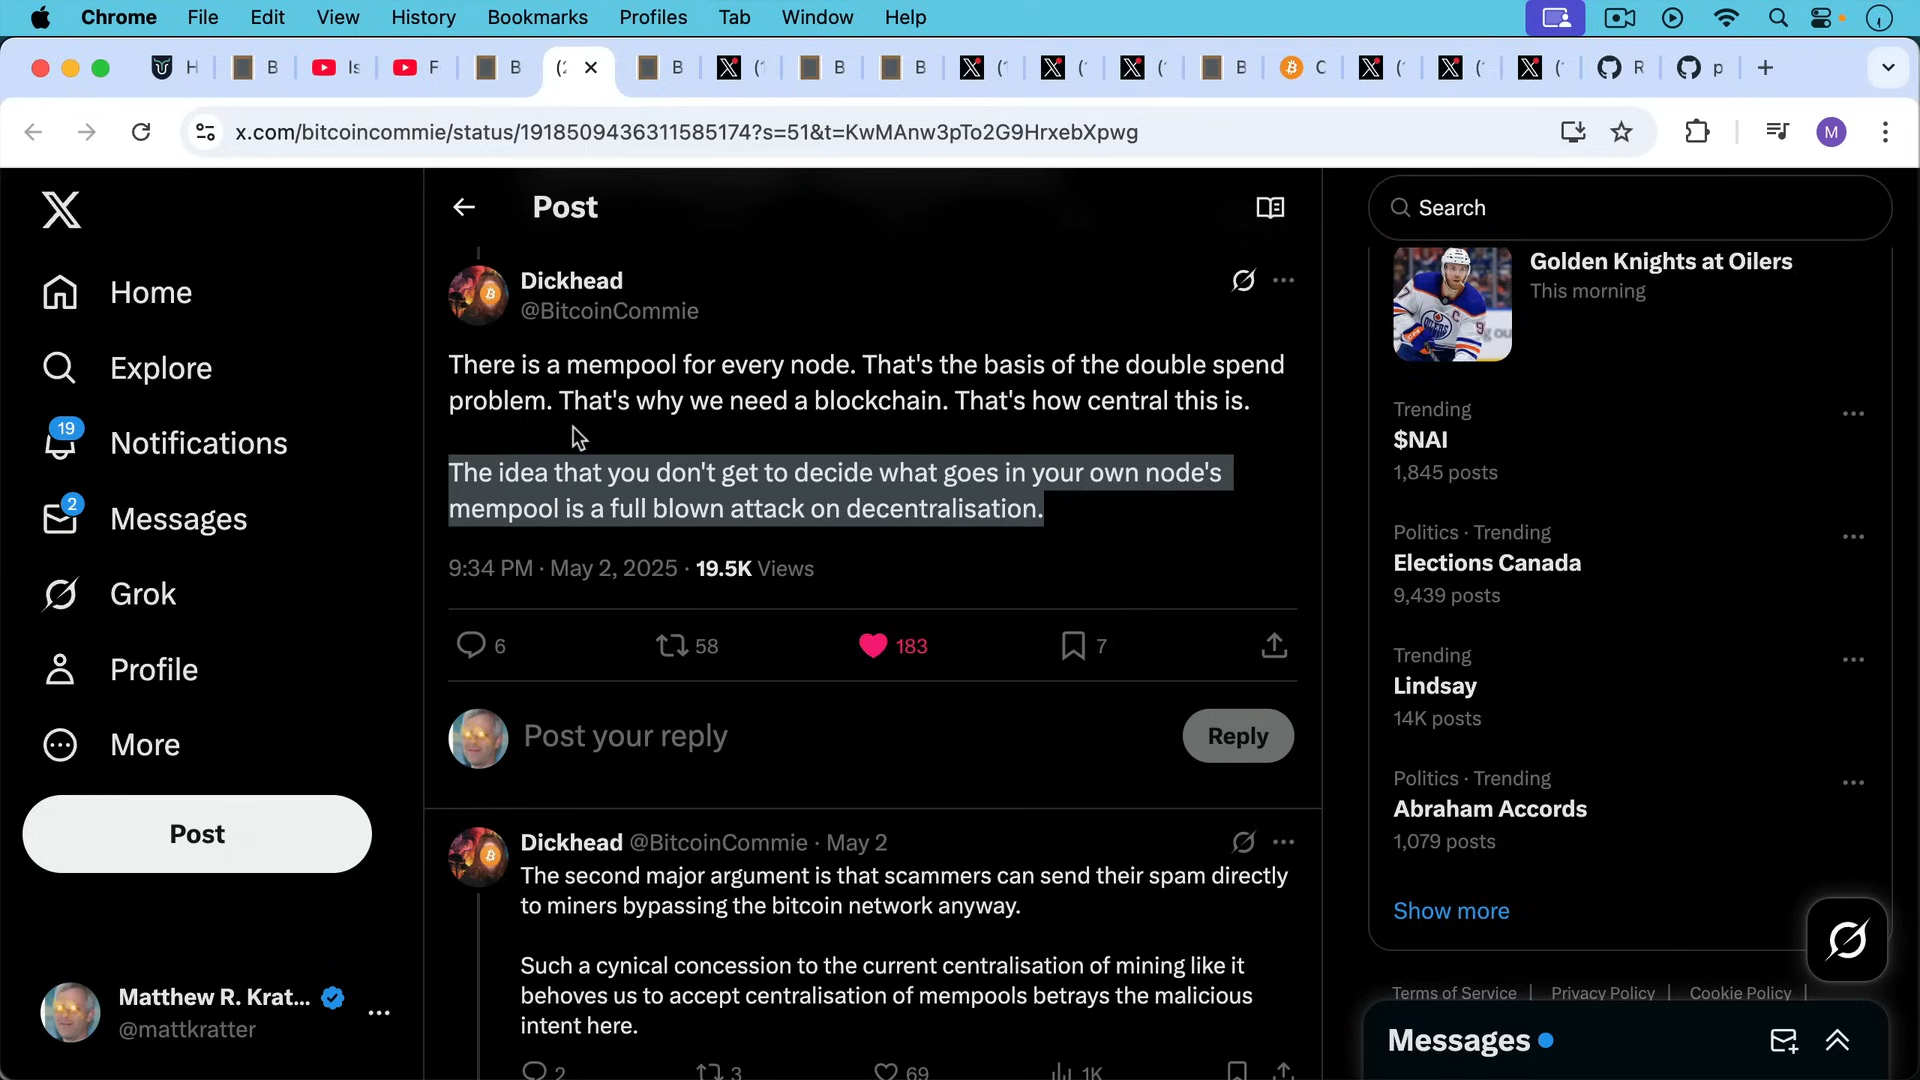 Chrome File Edit View History Bookmarks Profiles Tab Window Help
x.com/bitcoincommie/status/1918509436311585174?s=51&t=KwMAnw3pTo2G9HrxebXpwg
M
Home
Explore
19
Notifications
2
Messages
Grok
Profile
More
Post
Matthew R. Krat...
@mattkratter
Post
Dickhead
@BitcoinCommie
There is a mempool for every node. That's the basis of the double spend
problem. That's why we need a blockchain. That's how central this is.
The idea that you don't get to decide what goes in your own node's
mempool is a full blown attack on decentralisation.
9:34 PM · May 2, 2025 · 19.5K Views
6 58 183 7
Post your reply
Reply
Dickhead @BitcoinCommie · May 2
The second major argument is that scammers can send their spam directly
to miners bypassing the bitcoin network anyway.
Such a cynical concession to the current centralisation of mining like it
behoves us to accept centralisation of mempools betrays the malicious
intent here.
2 3 69 1K
Search
Golden Knights at Oilers
This morning
Trending
$NAI
1,845 posts
Politics · Trending
Elections Canada
9,439 posts
Trending
Lindsay
14K posts
Politics · Trending
Abraham Accords
1,079 posts
Show more
Terms of Service | Privacy Policy | Cookie Policy |
Messages